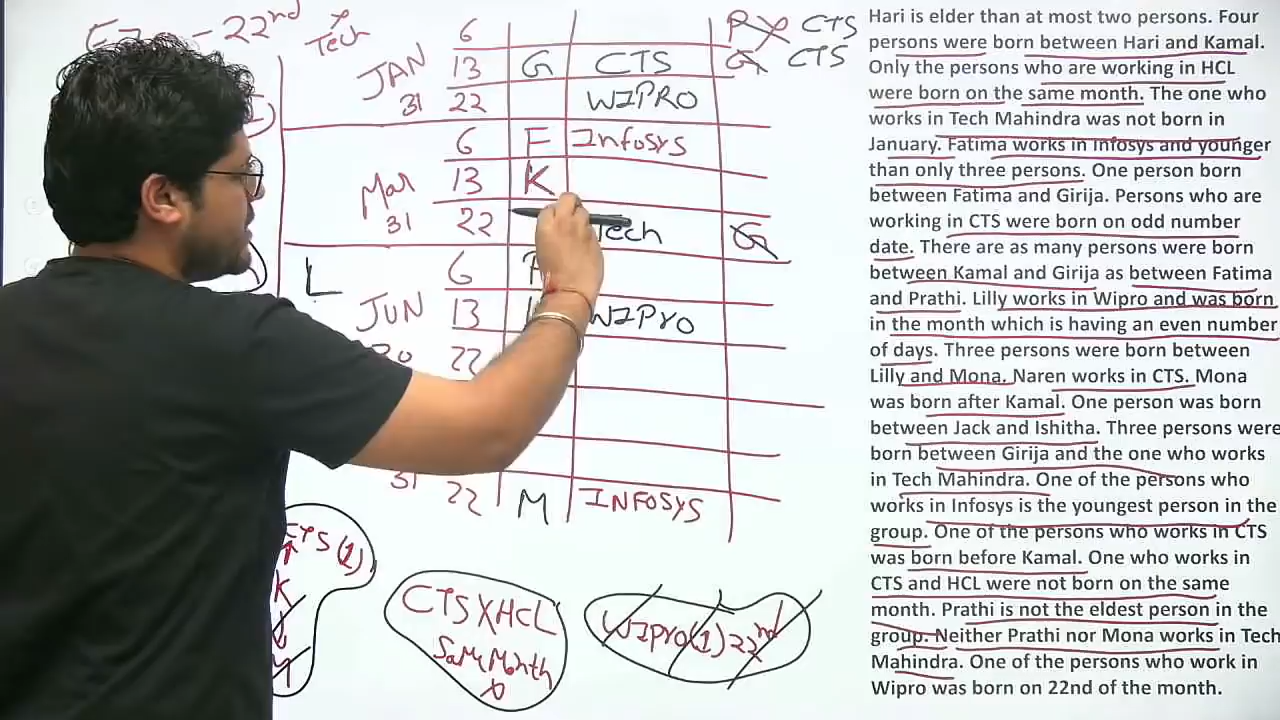 22nd
Tech
6
P CTS
JAN 13 G CTS G CTS
31 22 WIPRO
6 F Infosys
Mar 13 K
31 22 Tech G
L 6
JUN 13 WIPro
22
31 22 M INFOSYS
CTS (1)
K
CTS X HCL
Same Month
WIpro(1) 22nd
Hari is elder than at most two persons. Four
persons were born between Hari and Kamal.
Only the persons who are working in HCL
were born on the same month. The one who
works in Tech Mahindra was not born in
January. Fatima works in Infosys and younger
than only three persons. One person born
between Fatima and Girija. Persons who are
working in CTS were born on odd number
date. There are as many persons were born
between Kamal and Girija as between Fatima
and Prathi. Lilly works in Wipro and was born
in the month which is having an even number
of days. Three persons were born between
Lilly and Mona. Naren works in CTS. Mona
was born after Kamal. One person was born
between Jack and Ishitha. Three persons were
born between Girija and the one who works
in Tech Mahindra. One of the persons who
works in Infosys is the youngest person in the
group. One of the persons who works in CTS
was born before Kamal. One who works in
CTS and HCL were not born on the same
month. Prathi is not the eldest person in the
group. Neither Prathi nor Mona works in Tech
Mahindra. One of the persons who work in
Wipro was born on 22nd of the month.